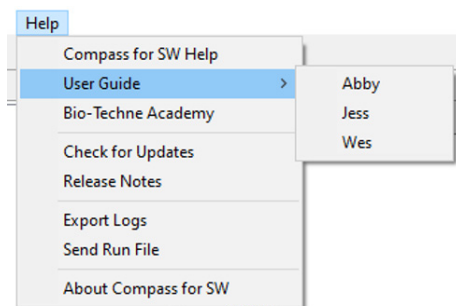 Help
Compass for SW Help
User Guide >
Abby
Jess
Wes
Bio-Techne Academy
Check for Updates
Release Notes
Export Logs
Send Run File
About Compass for SW